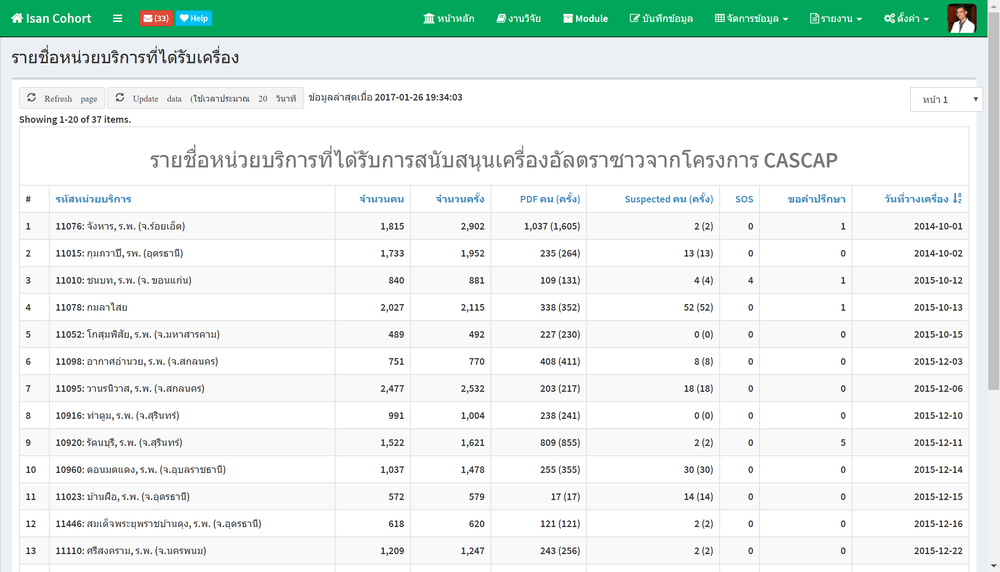 Isan Cohort (33) Help หน้าหลัก งานวิจัย Module บันทึกข้อมูล จัดการข้อมูล รายงาน ตั้งค่า
รายชื่อหน่วยบริการที่ได้รับเครื่อง
Refresh page Update data (ใช้เวลาประมาณ 20 วินาที ข้อมูลล่าสุดเมื่อ 2017-01-26 19:34:03 หน้า 1
Showing 1-20 of 37 items.
รายชื่อหน่วยบริการที่ได้รับการสนับสนุนเครื่องอัลตราซาวจากโครงการ CASCAP
# รหัสหน่วยบริการ จำนวนคน จำนวนครั้ง PDF คน (ครั้ง) Suspected คน (ครั้ง) SOS ขอคำปรึกษา วันที่วางเครื่อง
1 11076: จังหาร, ร.พ. (จ.ร้อยเอ็ด) 1,815 2,902 1,037 (1,605) 2 (2) 0 1 2014-10-01
2 11015: กุมภวาปี, รพ. (อุดรธานี) 1,733 1,952 235 (264) 13 (13) 0 0 2014-10-02
3 11010: ชนบท, ร.พ. (จ. ขอนแก่น) 840 881 109 (131) 4 (4) 4 1 2015-10-12
4 11078: กมลาไสย 2,027 2,115 338 (352) 52 (52) 0 1 2015-10-13
5 11052: โกสุมพิสัย, ร.พ. (จ.มหาสารคาม) 489 492 227 (230) 0 (0) 0 0 2015-10-15
6 11098: อากาศอำนวย, ร.พ. (จ.สกลนคร) 751 770 408 (411) 8 (8) 0 0 2015-12-03
7 11095: วานรนิวาส, ร.พ. (จ.สกลนคร) 2,477 2,532 203 (217) 18 (18) 0 0 2015-12-06
8 10916: ท่าตูม, ร.พ. (จ.สุรินทร์) 991 1,004 238 (241) 0 (0) 0 0 2015-12-10
9 10920: รัตนบุรี, ร.พ. (จ.สุรินทร์) 1,522 1,621 809 (855) 2 (2) 0 5 2015-12-11
10 10960: ดอนมดแดง, ร.พ. (จ.อุบลราชธานี) 1,037 1,478 255 (355) 30 (30) 0 0 2015-12-14
11 11023: บ้านผือ, ร.พ. (จ.อุดรธานี) 572 579 17 (17) 14 (14) 0 0 2015-12-15
12 11446: สมเด็จพระยุพราชบ้านดุง, ร.พ. (จ.อุดรธานี) 618 620 121 (121) 2 (2) 0 0 2015-12-16
13 11110: ศรีสงคราม, ร.พ. (จ.นครพนม) 1,209 1,247 243 (256) 2 (2) 0 0 2015-12-22